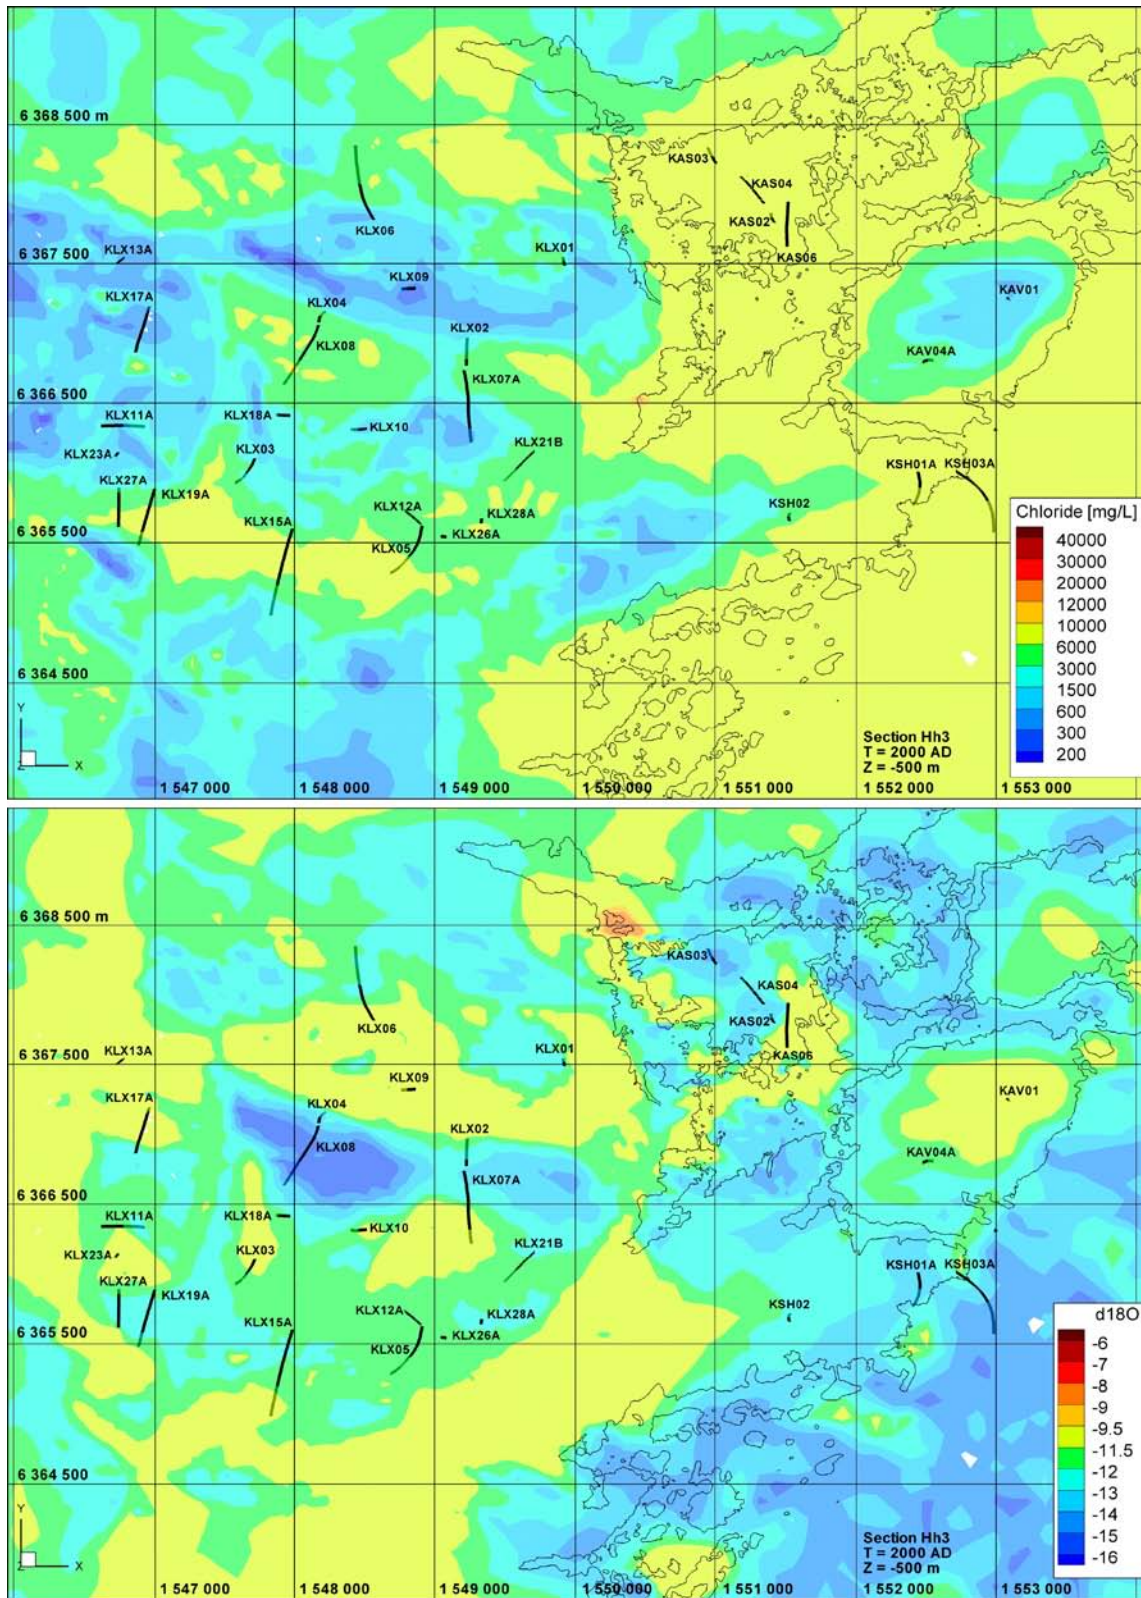 6 368 500 m
KAS03
KAS04
KLX06
KAS02
KLX13A
KLX01
KAS06
6 367 500
KLX09
KAV01
KLX17A
KLX04
KLX02
KLX08
KAV04A
KLX07A
6 366 500
KLX11A
KLX18A
KLX10
KLX21B
KLX23A
KLX03
KSH01A
KSH03A
KLX27A
KLX19A
KLX12A
KLX28A
KSH02
KLX15A
KLX26A
6 365 500
KLX05
Chloride [mg/L]
40000
30000
20000
12000
10000
6000
3000
1500
600
300
200
6 364 500
Y
Z
X
Section Hh3
T = 2000 AD
Z = -500 m
1 547 000
1 548 000
1 549 000
1 550 000
1 551 000
1 552 000
1 553 000
6 368 500 m
KAS03
KAS04
KLX06
KAS02
KLX13A
KLX01
KAS06
6 367 500
KLX09
KAV01
KLX17A
KLX04
KLX02
KLX08
KAV04A
KLX07A
6 366 500
KLX11A
KLX18A
KLX10
KLX21B
KLX23A
KLX03
KSH01A
KSH03A
KLX27A
KLX19A
KLX12A
KLX28A
KSH02
KLX15A
KLX26A
6 365 500
KLX05
d18O
-6
-7
-8
-9
-9.5
-11.5
-12
-13
-14
-15
-16
6 364 500
Y
Z
X
Section Hh3
T = 2000 AD
Z = -500 m
1 547 000
1 548 000
1 549 000
1 550 000
1 551 000
1 552 000
1 553 000